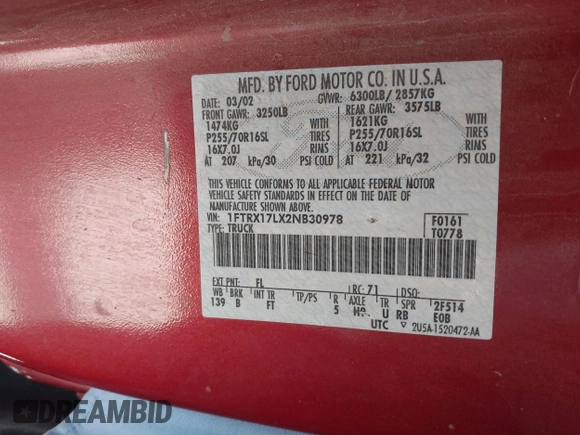 MFD. BY FORD MOTOR CO. IN U.S.A.
DATE: 03/02 GVWR: 6300LB/ 2857KG
FRONT GAWR: 3250LB REAR GAWR: 3575LB
1474KG WITH 1621KG WITH
P255/70R16SL TIRES P255/70R16SL TIRES
16X7.0J RIMS 16X7.0J RIMS
AT 207 kPa/30 PSI COLD AT 221 kPa/32 PSI COLD
THIS VEHICLE CONFORMS TO ALL APPLICABLE FEDERAL MOTOR
VEHICLE SAFETY STANDARDS IN EFFECT ON THE DATE OF
MANUFACTURE SHOWN ABOVE.
VIN: 1FTRX17LX2NB30978 F0161
TYPE: TRUCK T0778
EXT PNT: FL RC: 71 DSO:
WB BRK INT TR TP/PS R AXLE TR SPR 2F514
139 B FT 5 U RB EOB
UTC 2U5A-1520472-AA
DREAMBID